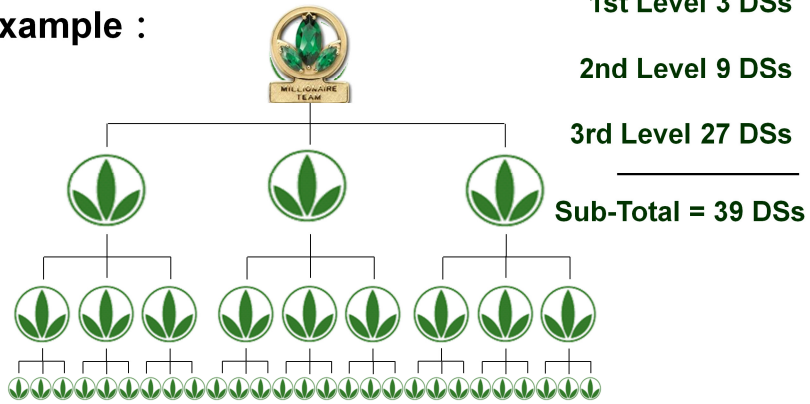 xample :
1st Level 3 DSs
MILLIONAIRE
TEAM
2nd Level 9 DSs
3rd Level 27 DSs
Sub-Total = 39 DSs